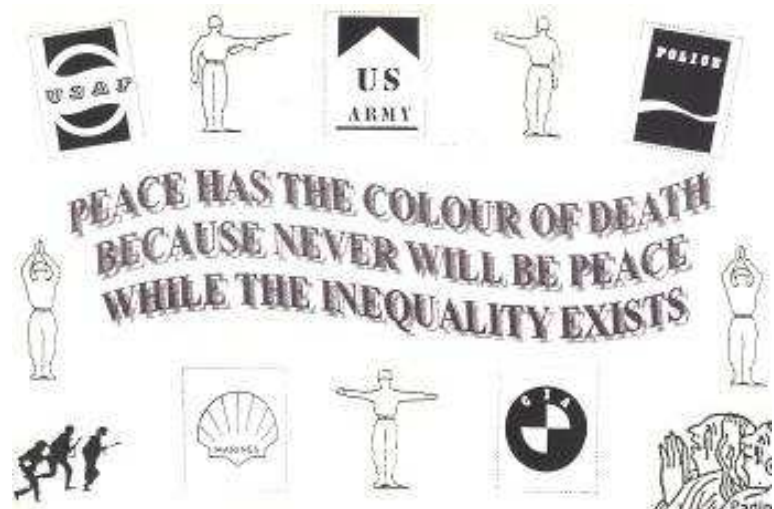 USAF
US
ARMY
POLICE
PEACE HAS THE COLOUR OF DEATH
BECAUSE NEVER WILL BE PEACE
WHILE THE INEQUALITY EXISTS
MARINES
CIA